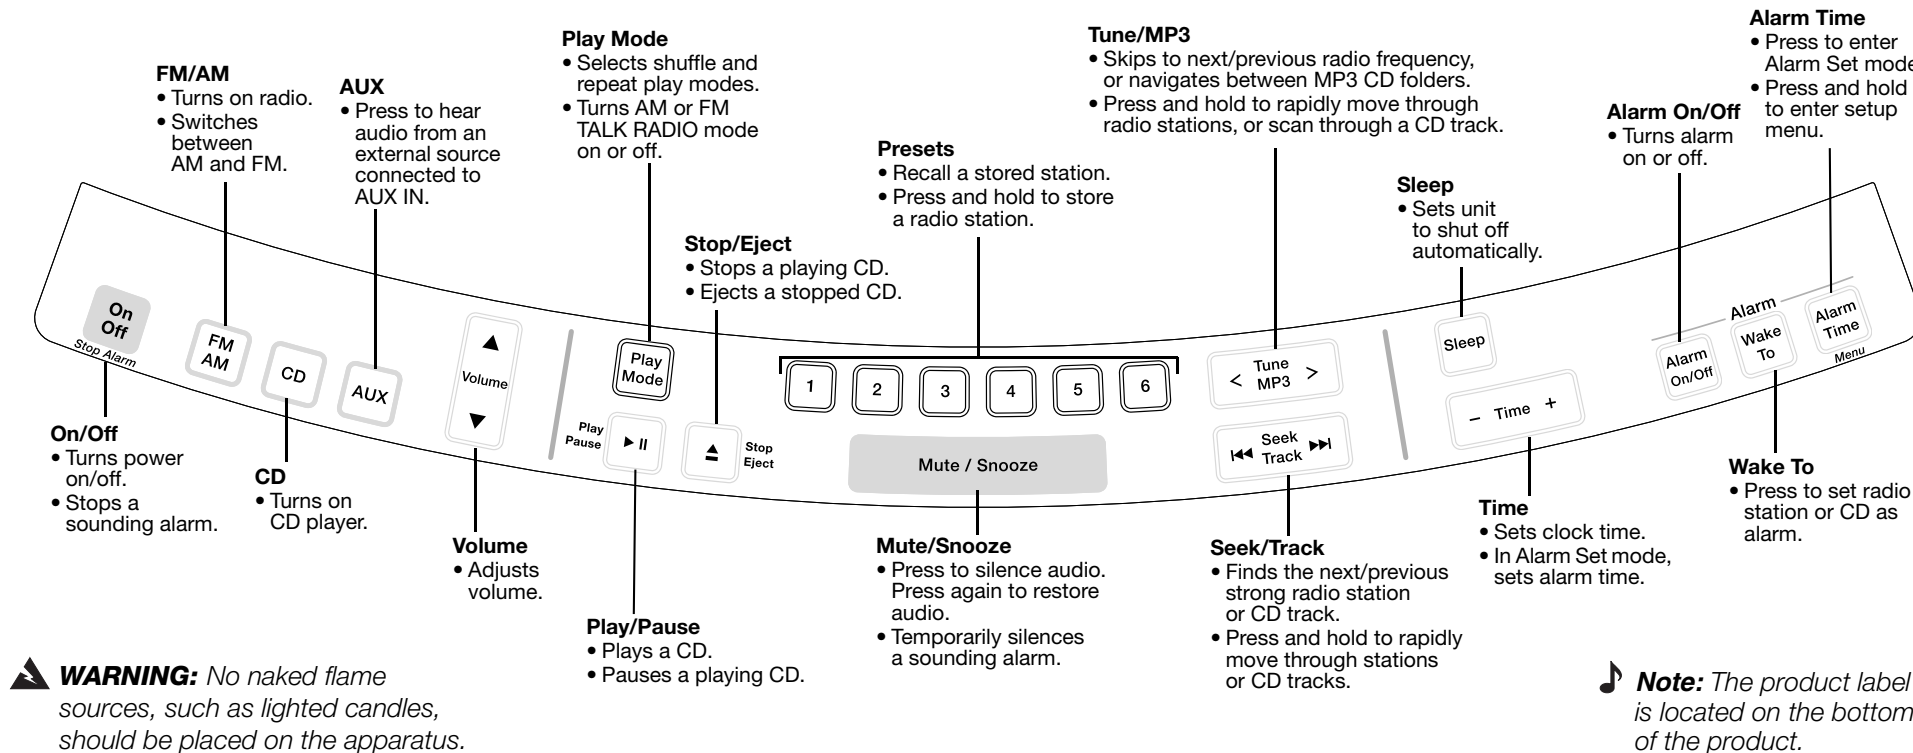 FM/AM
• Turns on radio.
• Switches
between
AM and FM.
AUX
• Press to hear
audio from an
external source
connected to
AUX IN.
Play Mode
• Selects shuffle and
repeat play modes.
• Turns AM or FM
TALK RADIO mode
on or off.
Stop/Eject
• Stops a playing CD.
• Ejects a stopped CD.
Presets
• Recall a stored station.
• Press and hold to store
a radio station.
Tune/MP3
• Skips to next/previous radio frequency,
or navigates between MP3 CD folders.
• Press and hold to rapidly move through
radio stations, or scan through a CD track.
Sleep
• Sets unit
to shut off
automatically.
Alarm On/Off
• Turns alarm
on or off.
Alarm Time
• Press to enter
Alarm Set mode
• Press and hold
to enter setup
menu.
On
Off
Stop Alarm
FM
AM
CD
AUX
Volume
Play
Mode
Play
Pause
Stop
Eject
1
2
3
4
5
6
Mute / Snooze
< Tune >
MP3
Seek
Track
Sleep
− Time +
Alarm
Alarm
On/Off
Wake
To
Alarm
Time
Menu
On/Off
• Turns power
on/off.
• Stops a
sounding alarm.
CD
• Turns on
CD player.
Volume
• Adjusts
volume.
Play/Pause
• Plays a CD.
• Pauses a playing CD.
Mute/Snooze
• Press to silence audio.
Press again to restore
audio.
• Temporarily silences
a sounding alarm.
Seek/Track
• Finds the next/previous
strong radio station
or CD track.
• Press and hold to rapidly
move through stations
or CD tracks.
Time
• Sets clock time.
• In Alarm Set mode,
sets alarm time.
Wake To
• Press to set radio
station or CD as
alarm.
WARNING: No naked flame
sources, such as lighted candles,
should be placed on the apparatus.
Note: The product label
is located on the bottom
of the product.